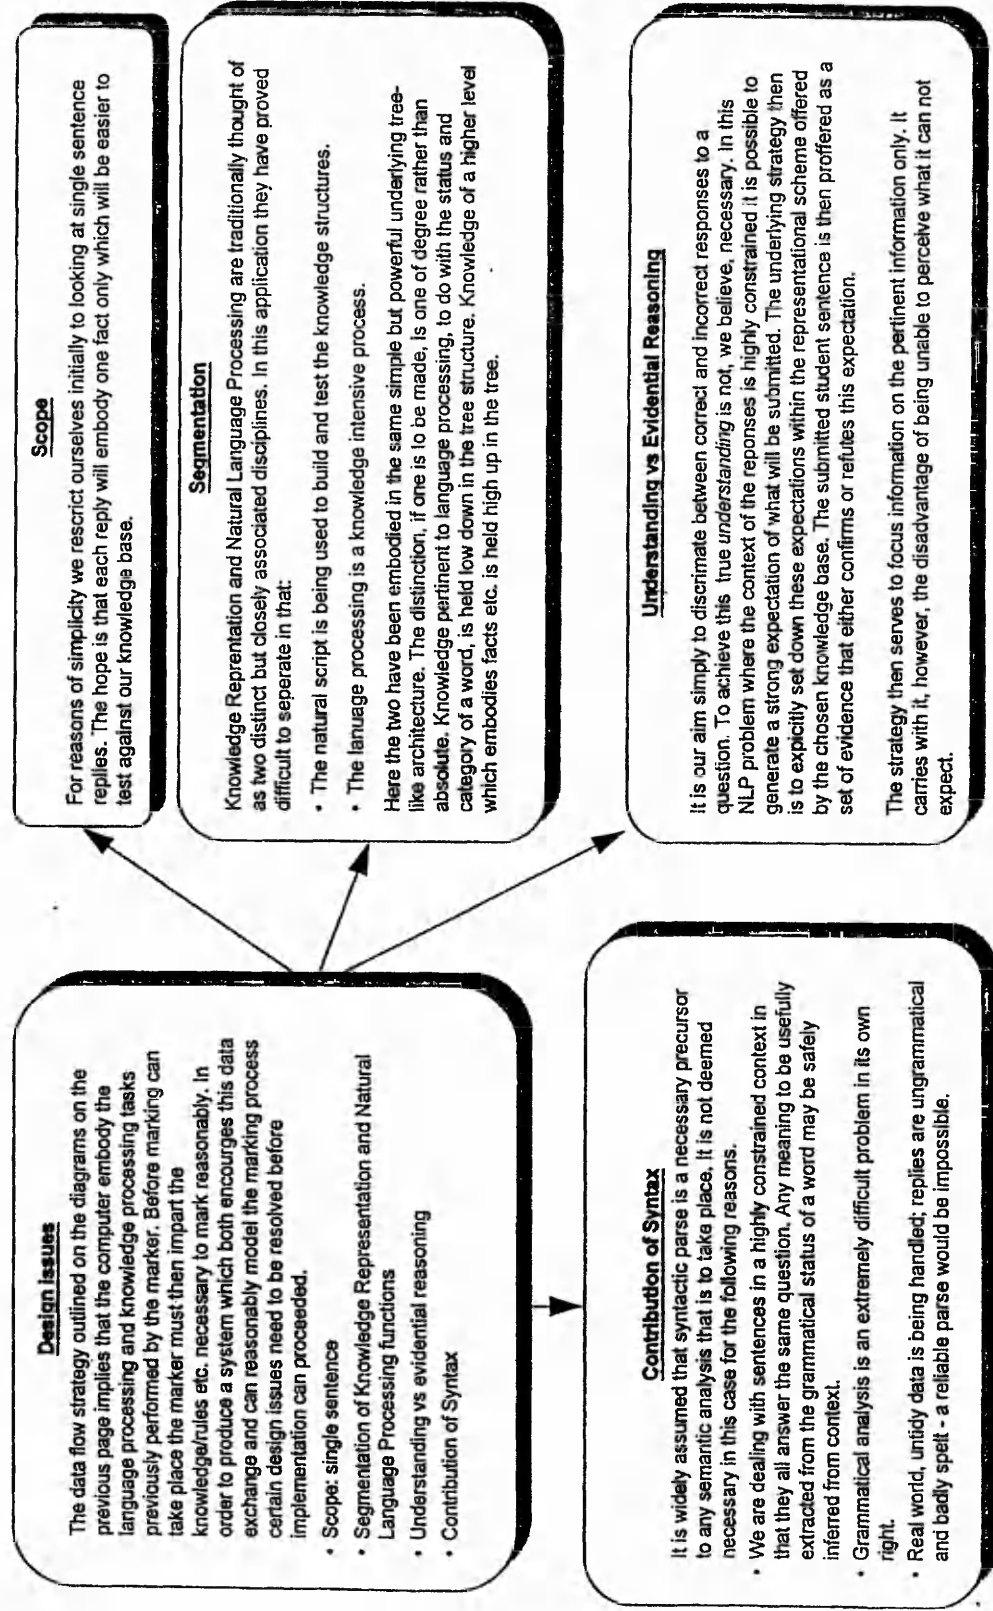 Design Issues
The data flow strategy outlined on the diagrams on the
previous page implies that the computer embody the
language processing and knowledge processing tasks
previously performed by the marker. Before marking can
take place the marker must then impart the
knowledge/rules etc. necessary to mark reasonably. In
order to produce a system which both encourges this data
exchange and can reasonably model the marking process
certain design issues need to be resolved before
implementation can proceeded.
• Scope: single sentence
• Segmentation of Knowledge Representation and Natural
Language Processing functions
• Understanding vs evidential reasoning
• Contribution of Syntax
Scope
For reasons of simplicity we rescrict ourselves initially to looking at single sentence
replies. The hope is that each reply will embody one fact only which will be easier to
test against our knowledge base.
Segmentation
Knowledge Reprentation and Natural Language Processing are traditionally thought of
as two distinct but closely associated disciplines. In this application they have proved
difficult to seperate in that:
• The natural script is being used to build and test the knowledge structures.
• The lanuage processing is a knowledge intensive process.
Here the two have been embodied in the same simple but powerful underlying tree-
like architecture. The distinction, if one is to be made, is one of degree rather than
absolute. Knowledge pertinent to language processing, to do with the status and
category of a word, is held low down in the tree structure. Knowledge of a higher level
which embodies facts etc. is held high up in the tree.
Contribution of Syntax
It is widely assumed that syntactic parse is a necessary precursor
to any semantic analysis that is to take place. It is not deemed
necessary in this case for the following reasons.
• We are dealing with sentences in a highly constrained context in
that they all answer the same question. Any meaning to be usefully
extracted from the grammatical status of a word may be safely
inferred from context.
• Grammatical analysis is an extremely difficult problem in its own
right.
• Real world, untidy data is being handled; replies are ungrammatical
and badly spelt - a reliable parse would be impossible.
Understanding vs Evidential Reasoning
It is our aim simply to discrimate between correct and incorrect responses to a
question. To achieve this true understanding is not, we believe, necessary. In this
NLP problem where the context of the reponses is highly constrained it is possible to
generate a strong expectation of what will be submitted. The underlying strategy then
is to expicitly set down these expectations within the representational scheme offered
by the chosen knowledge base. The submitted student sentence is then proffered as a
set of evidence that either confirms or refutes this expectation.
The strategy then serves to focus information on the pertinent information only. It
carries with it, however, the disadvantage of being unable to perceive what it can not
expect.